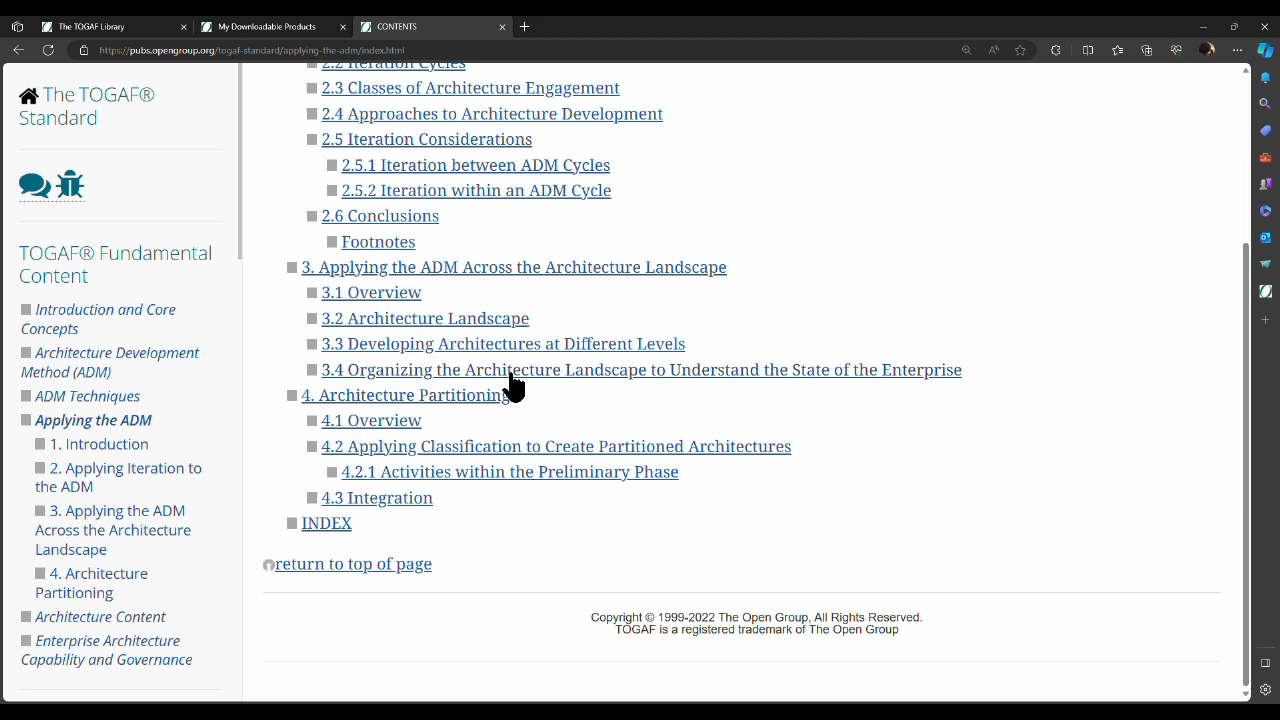 The TOGAF Library
My Downloadable Products
CONTENTS
https://pubs.opengroup.org/togaf-standard/applying-the-adm/index.html
The TOGAF®
Standard
TOGAF® Fundamental
Content
Introduction and Core
Concepts
Architecture Development
Method (ADM)
ADM Techniques
Applying the ADM
1. Introduction
2. Applying Iteration to
the ADM
3. Applying the ADM
Across the Architecture
Landscape
4. Architecture
Partitioning
Architecture Content
Enterprise Architecture
Capability and Governance
2.2 Iteration Cycles
2.3 Classes of Architecture Engagement
2.4 Approaches to Architecture Development
2.5 Iteration Considerations
2.5.1 Iteration between ADM Cycles
2.5.2 Iteration within an ADM Cycle
2.6 Conclusions
Footnotes
3. Applying the ADM Across the Architecture Landscape
3.1 Overview
3.2 Architecture Landscape
3.3 Developing Architectures at Different Levels
3.4 Organizing the Architecture Landscape to Understand the State of the Enterprise
4. Architecture Partitioning
4.1 Overview
4.2 Applying Classification to Create Partitioned Architectures
4.2.1 Activities within the Preliminary Phase
4.3 Integration
INDEX
return to top of page
Copyright © 1999-2022 The Open Group, All Rights Reserved.
TOGAF is a registered trademark of The Open Group